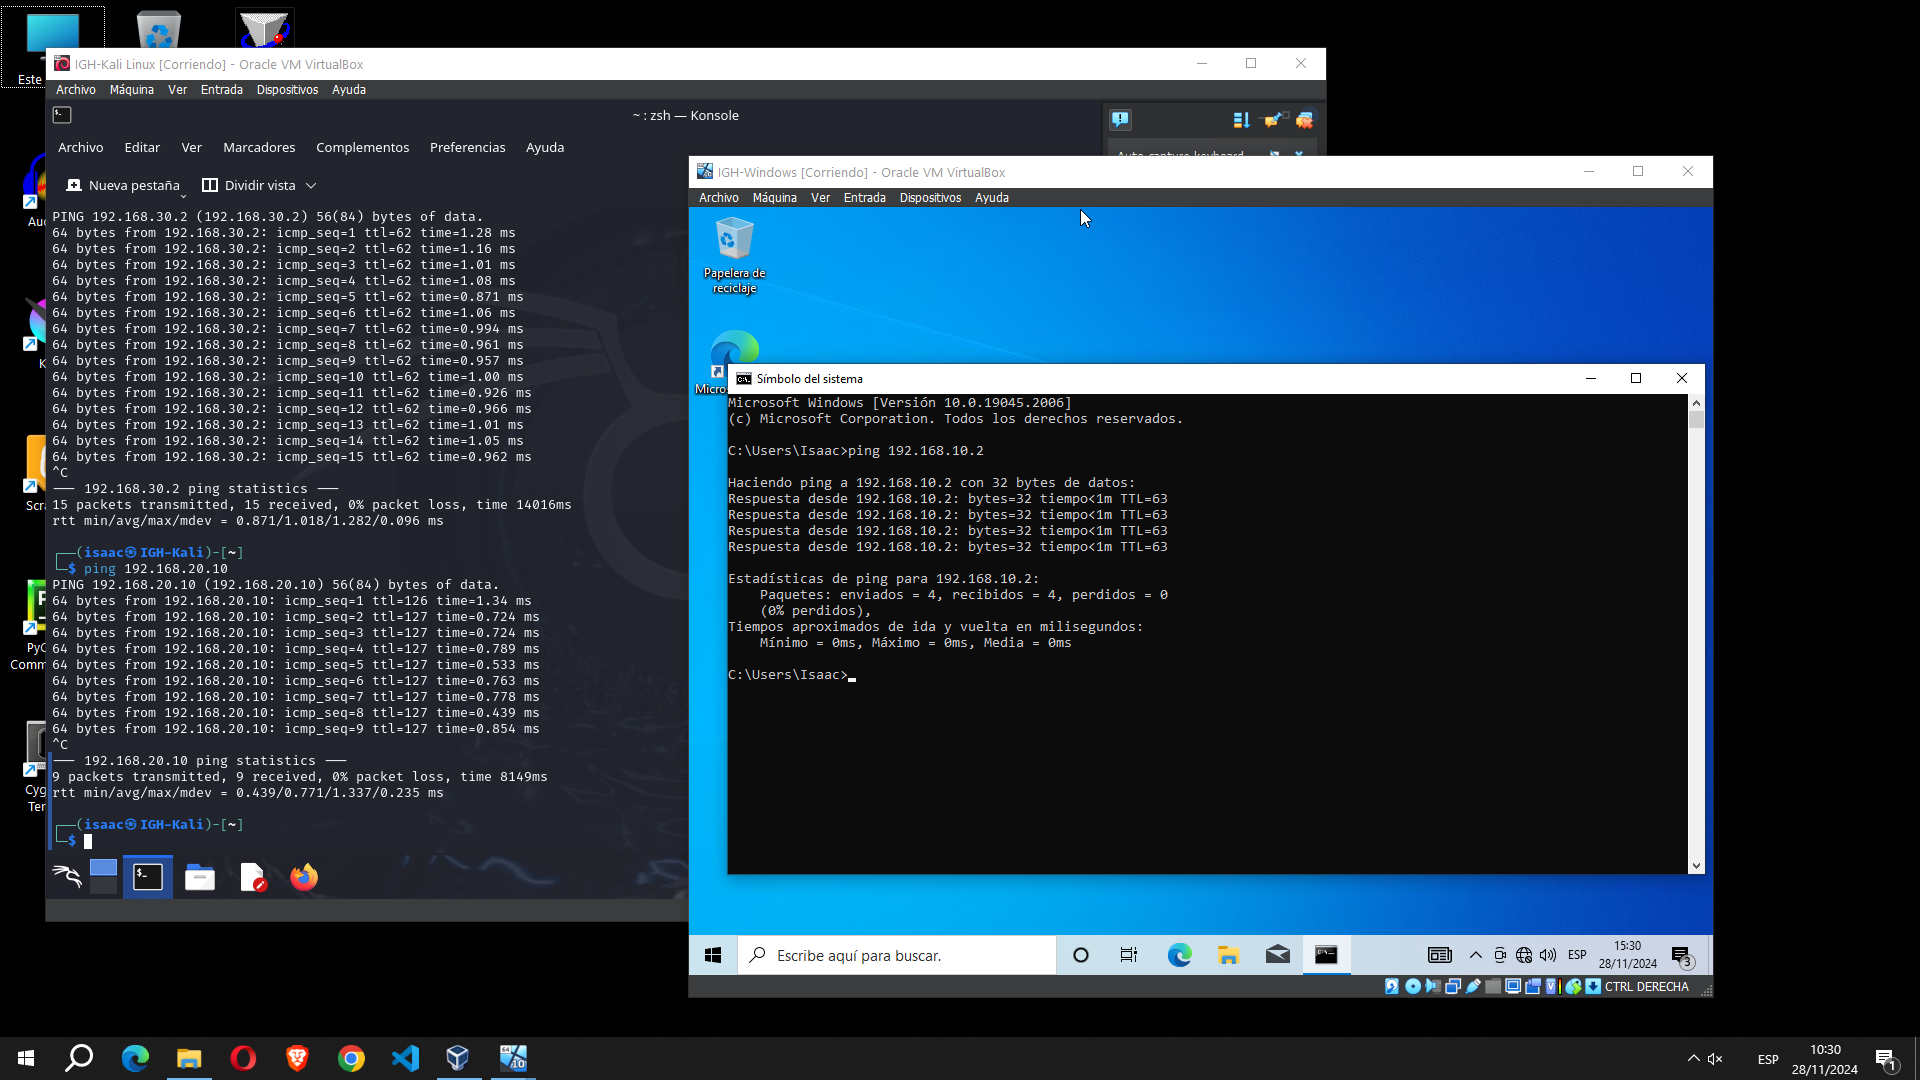 Este
IGH-Kali Linux [Corriendo] - Oracle VM VirtualBox
Archivo Máquina Ver Entrada Dispositivos Ayuda
~ : zsh — Konsole
Archivo Editar Ver Marcadores Complementos Preferencias Ayuda
Nueva pestaña Dividir vista
PING 192.168.30.2 (192.168.30.2) 56(84) bytes of data.
64 bytes from 192.168.30.2: icmp_seq=1 ttl=62 time=1.28 ms
64 bytes from 192.168.30.2: icmp_seq=2 ttl=62 time=1.16 ms
64 bytes from 192.168.30.2: icmp_seq=3 ttl=62 time=1.01 ms
64 bytes from 192.168.30.2: icmp_seq=4 ttl=62 time=1.08 ms
64 bytes from 192.168.30.2: icmp_seq=5 ttl=62 time=0.871 ms
64 bytes from 192.168.30.2: icmp_seq=6 ttl=62 time=1.06 ms
64 bytes from 192.168.30.2: icmp_seq=7 ttl=62 time=0.994 ms
64 bytes from 192.168.30.2: icmp_seq=8 ttl=62 time=0.961 ms
64 bytes from 192.168.30.2: icmp_seq=9 ttl=62 time=0.957 ms
64 bytes from 192.168.30.2: icmp_seq=10 ttl=62 time=1.00 ms
64 bytes from 192.168.30.2: icmp_seq=11 ttl=62 time=0.926 ms
64 bytes from 192.168.30.2: icmp_seq=12 ttl=62 time=0.966 ms
64 bytes from 192.168.30.2: icmp_seq=13 ttl=62 time=1.01 ms
64 bytes from 192.168.30.2: icmp_seq=14 ttl=62 time=1.05 ms
64 bytes from 192.168.30.2: icmp_seq=15 ttl=62 time=0.962 ms
^C
--- 192.168.30.2 ping statistics ---
15 packets transmitted, 15 received, 0% packet loss, time 14016ms
rtt min/avg/max/mdev = 0.871/1.018/1.282/0.096 ms
┌──(isaac㉿IGH-Kali)-[~]
└─$ ping 192.168.20.10
PING 192.168.20.10 (192.168.20.10) 56(84) bytes of data.
64 bytes from 192.168.20.10: icmp_seq=1 ttl=126 time=1.34 ms
64 bytes from 192.168.20.10: icmp_seq=2 ttl=127 time=0.724 ms
64 bytes from 192.168.20.10: icmp_seq=3 ttl=127 time=0.724 ms
64 bytes from 192.168.20.10: icmp_seq=4 ttl=127 time=0.789 ms
64 bytes from 192.168.20.10: icmp_seq=5 ttl=127 time=0.533 ms
64 bytes from 192.168.20.10: icmp_seq=6 ttl=127 time=0.763 ms
64 bytes from 192.168.20.10: icmp_seq=7 ttl=127 time=0.778 ms
64 bytes from 192.168.20.10: icmp_seq=8 ttl=127 time=0.439 ms
64 bytes from 192.168.20.10: icmp_seq=9 ttl=127 time=0.854 ms
^C
--- 192.168.20.10 ping statistics ---
9 packets transmitted, 9 received, 0% packet loss, time 8149ms
rtt min/avg/max/mdev = 0.439/0.771/1.337/0.235 ms
┌──(isaac㉿IGH-Kali)-[~]
└─$
Auto capture keyboard
IGH-Windows [Corriendo] - Oracle VM VirtualBox
Archivo Máquina Ver Entrada Dispositivos Ayuda
Papelera de
reciclaje
Micro
Símbolo del sistema
Microsoft Windows [Versión 10.0.19045.2006]
(c) Microsoft Corporation. Todos los derechos reservados.
C:\Users\Isaac>ping 192.168.10.2
Haciendo ping a 192.168.10.2 con 32 bytes de datos:
Respuesta desde 192.168.10.2: bytes=32 tiempo<1m TTL=63
Respuesta desde 192.168.10.2: bytes=32 tiempo<1m TTL=63
Respuesta desde 192.168.10.2: bytes=32 tiempo<1m TTL=63
Respuesta desde 192.168.10.2: bytes=32 tiempo<1m TTL=63
Estadísticas de ping para 192.168.10.2:
Paquetes: enviados = 4, recibidos = 4, perdidos = 0
(0% perdidos),
Tiempos aproximados de ida y vuelta en milisegundos:
Mínimo = 0ms, Máximo = 0ms, Media = 0ms
C:\Users\Isaac>
Escribe aquí para buscar.
ESP
15:30
28/11/2024
3
CTRL DERECHA
PyC
Comm
Cyg
Ter
ESP
10:30
28/11/2024
1